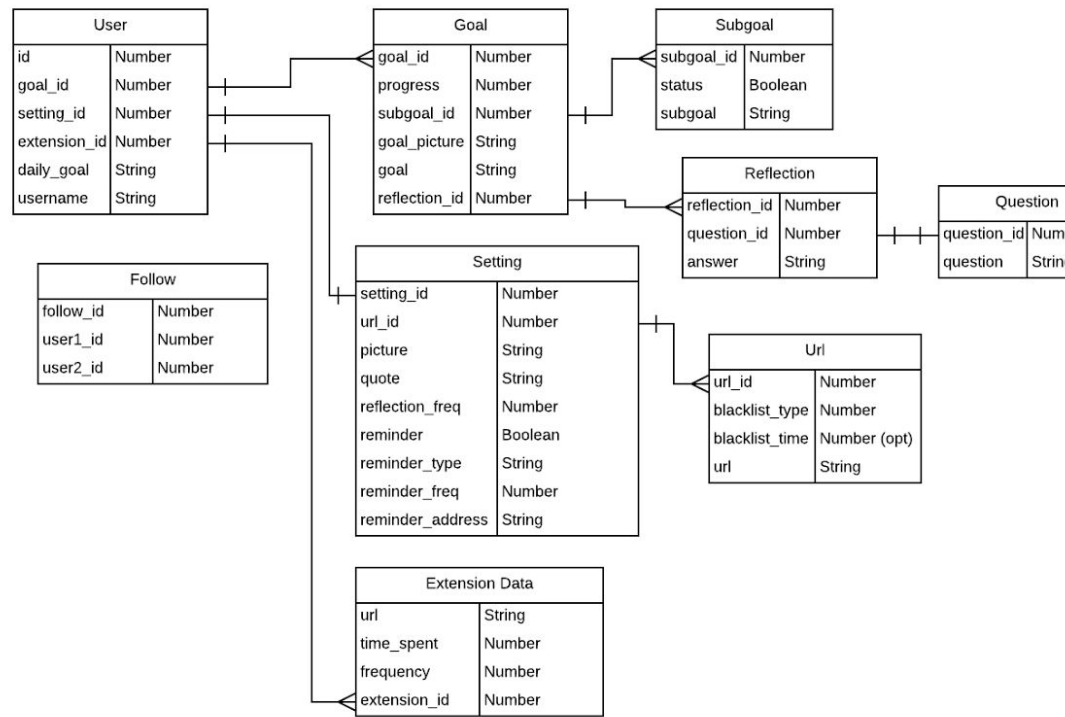 User
id Number
goal_id Number
setting_id Number
extension_id Number
daily_goal String
username String
Goal
goal_id Number
progress Number
subgoal_id Number
goal_picture String
goal String
reflection_id Number
Subgoal
subgoal_id Number
status Boolean
subgoal String
Reflection
reflection_id Number
question_id Number
answer String
Question
question_id Num
question String
Follow
follow_id Number
user1_id Number
user2_id Number
Setting
setting_id Number
url_id Number
picture String
quote String
reflection_freq Number
reminder Boolean
reminder_type String
reminder_freq Number
reminder_address String
Url
url_id Number
blacklist_type Number
blacklist_time Number (opt)
url String
Extension Data
url String
time_spent Number
frequency Number
extension_id Number